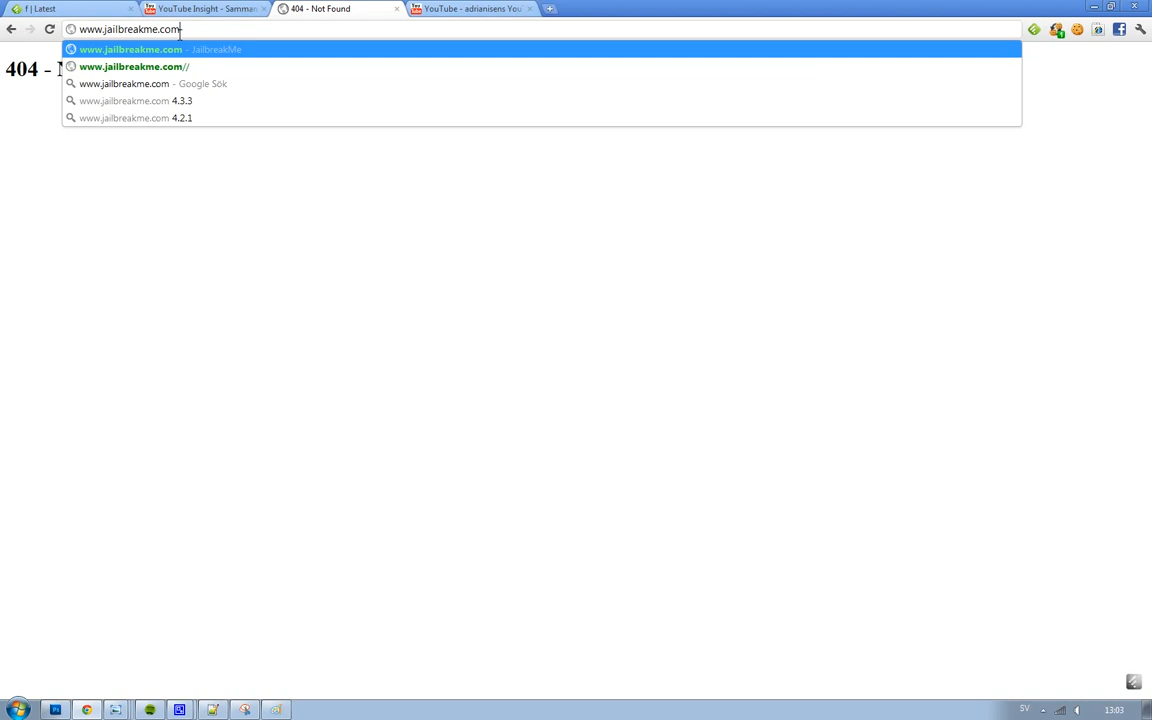 f | Latest
YouTube Insight - Samman
404 - Not Found
YouTube - adrianisens You
www.jailbreakme.com
www.jailbreakme.com - JailbreakMe
www.jailbreakme.com//
www.jailbreakme.com - Google Sök
www.jailbreakme.com 4.3.3
www.jailbreakme.com 4.2.1
404 -
SV
13:03